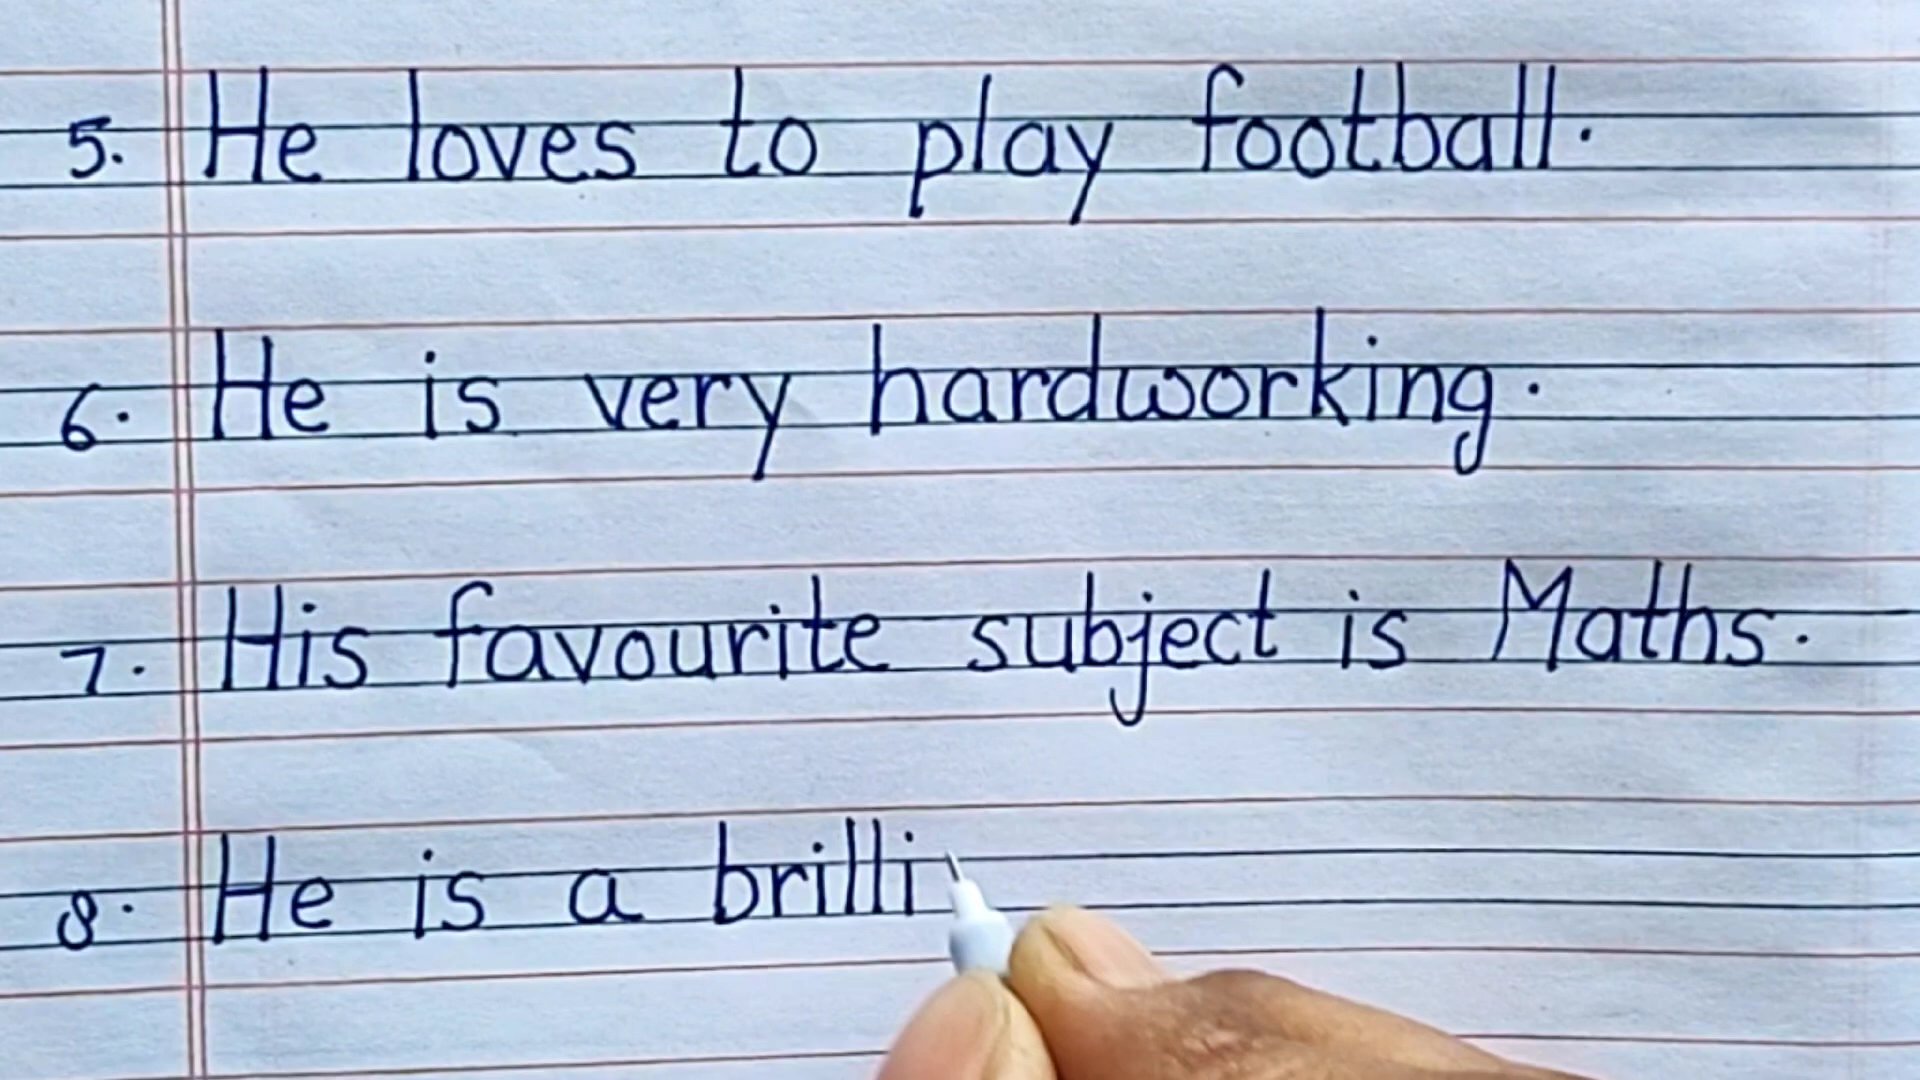 5. He loves to play football.
6. He is very hardworking.
7. His favourite subject is Maths.
8. He is a brilli